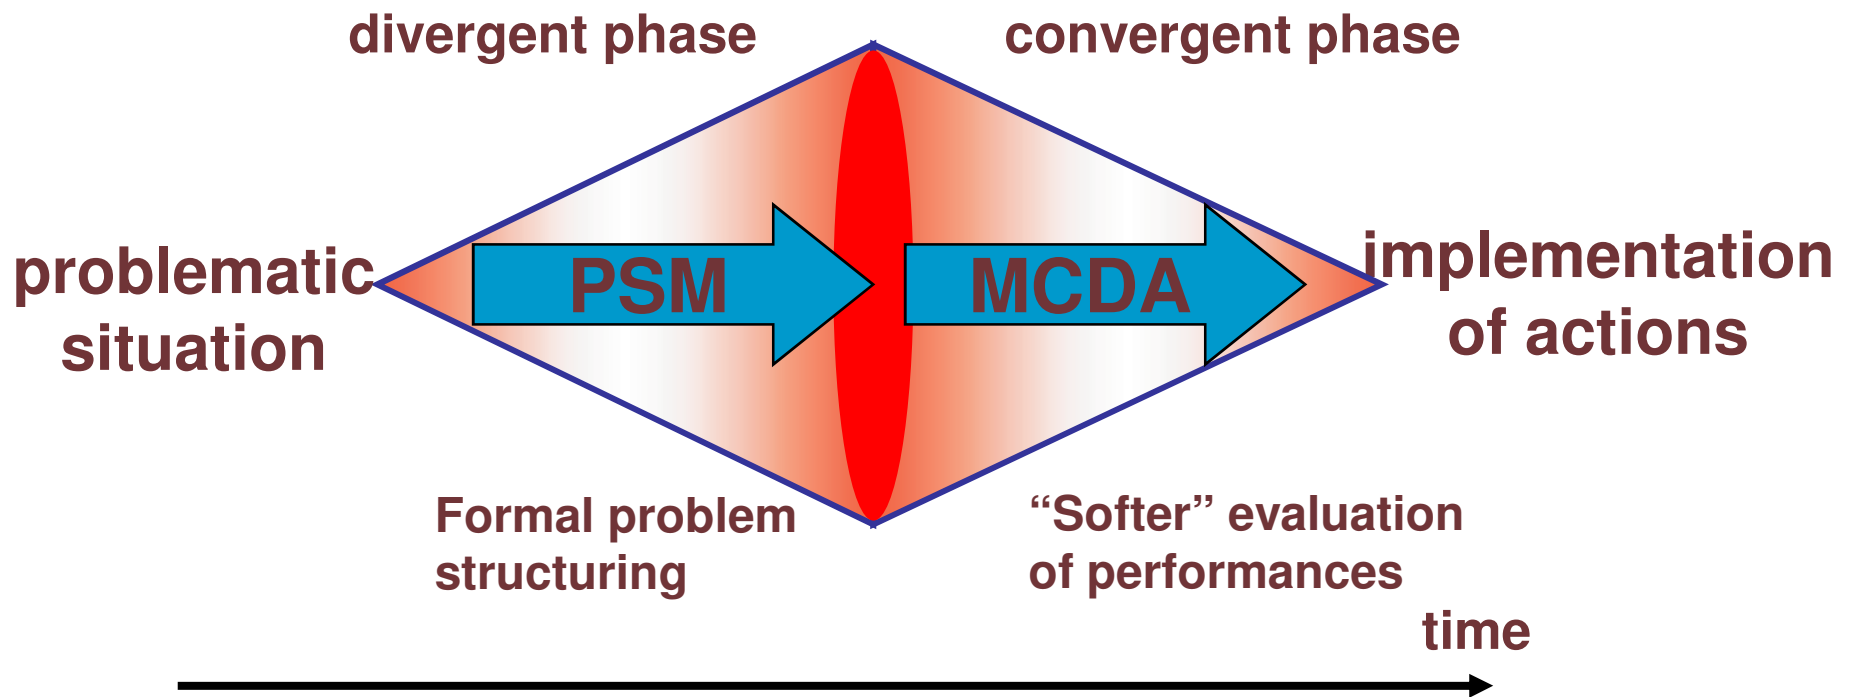 divergent phase
convergent phase
problematic
situation
PSM
MCDA
implementation
of actions
Formal problem
structuring
“Softer” evaluation
of performances
time